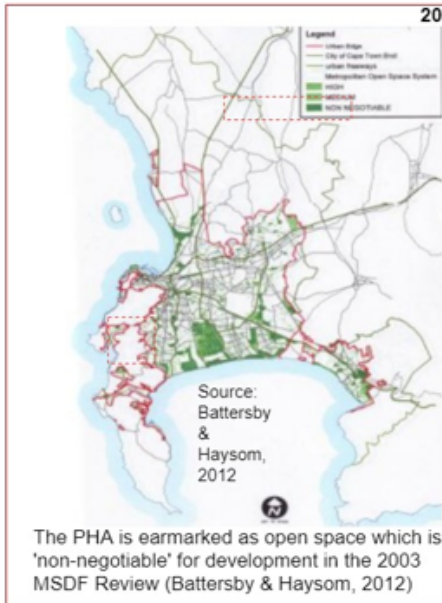 20
Legend
Urban Edge
City of Cape Town Bndl
urban freeways
Metropolitan Open Space System
HIGH
MEDIUM
NON NEGOTIABLE
Source:
Battersby
&
Haysom,
2012
The PHA is earmarked as open space which is
'non-negotiable' for development in the 2003
MSDF Review (Battersby & Haysom, 2012)